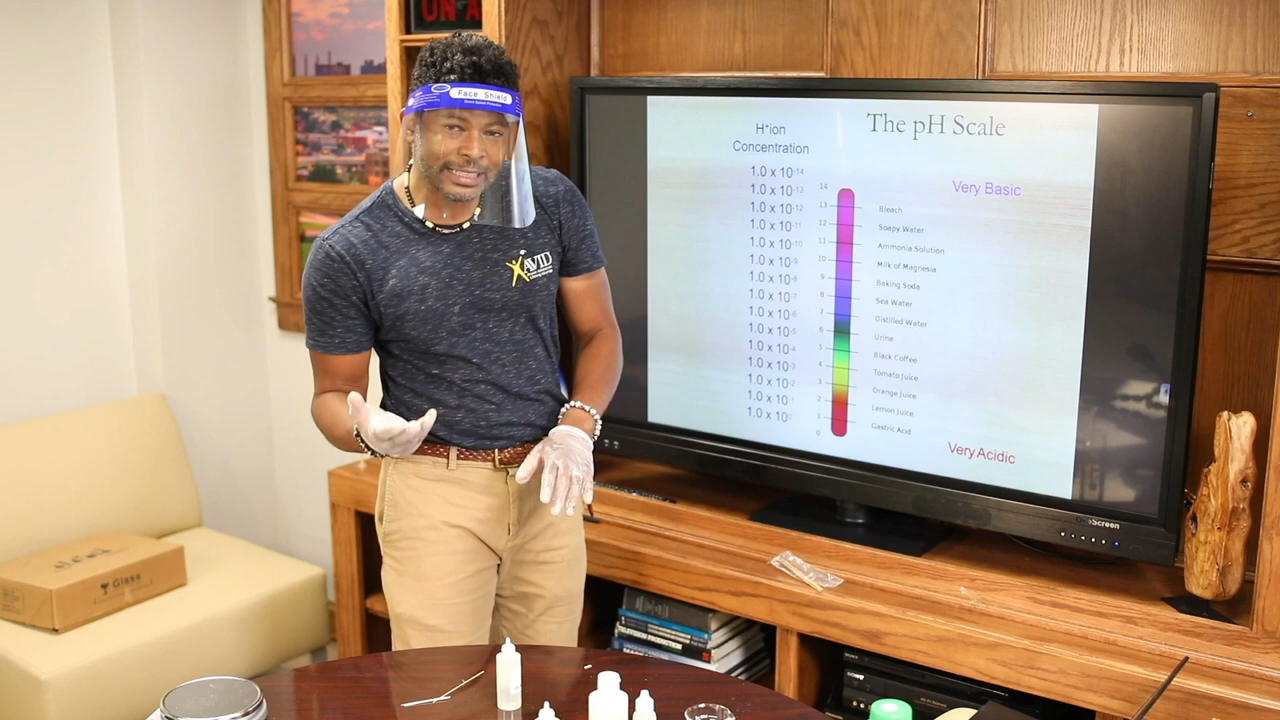 ON A
Face Shield
AVID
Glass
The pH Scale
H⁺ion
Concentration
1.0 x 10⁻¹⁴
1.0 x 10⁻¹³
1.0 x 10⁻¹²
1.0 x 10⁻¹¹
1.0 x 10⁻¹⁰
1.0 x 10⁻⁹
1.0 x 10⁻⁸
1.0 x 10⁻⁷
1.0 x 10⁻⁶
1.0 x 10⁻⁵
1.0 x 10⁻⁴
1.0 x 10⁻³
1.0 x 10⁻²
1.0 x 10⁻¹
1.0 x 10⁰
14
13
12
11
10
9
8
7
6
5
4
3
2
1
0
Very Basic
Bleach
Soapy Water
Ammonia Solution
Milk of Magnesia
Baking Soda
Sea Water
Distilled Water
Urine
Black Coffee
Tomato Juice
Orange Juice
Lemon Juice
Gastric Acid
Very Acidic
Screen
TELEVISION PRODUCTION
SONY